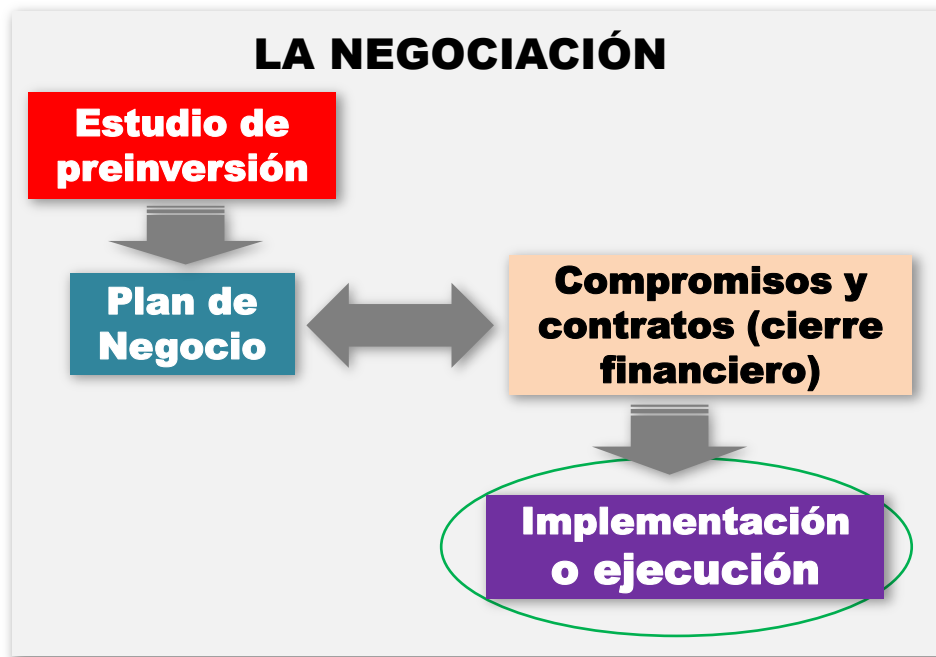 LA NEGOCIACIÓN
Estudio de
preinversión
Plan de
Negocio
Compromisos y
contratos (cierre
financiero)
Implementación
o ejecución